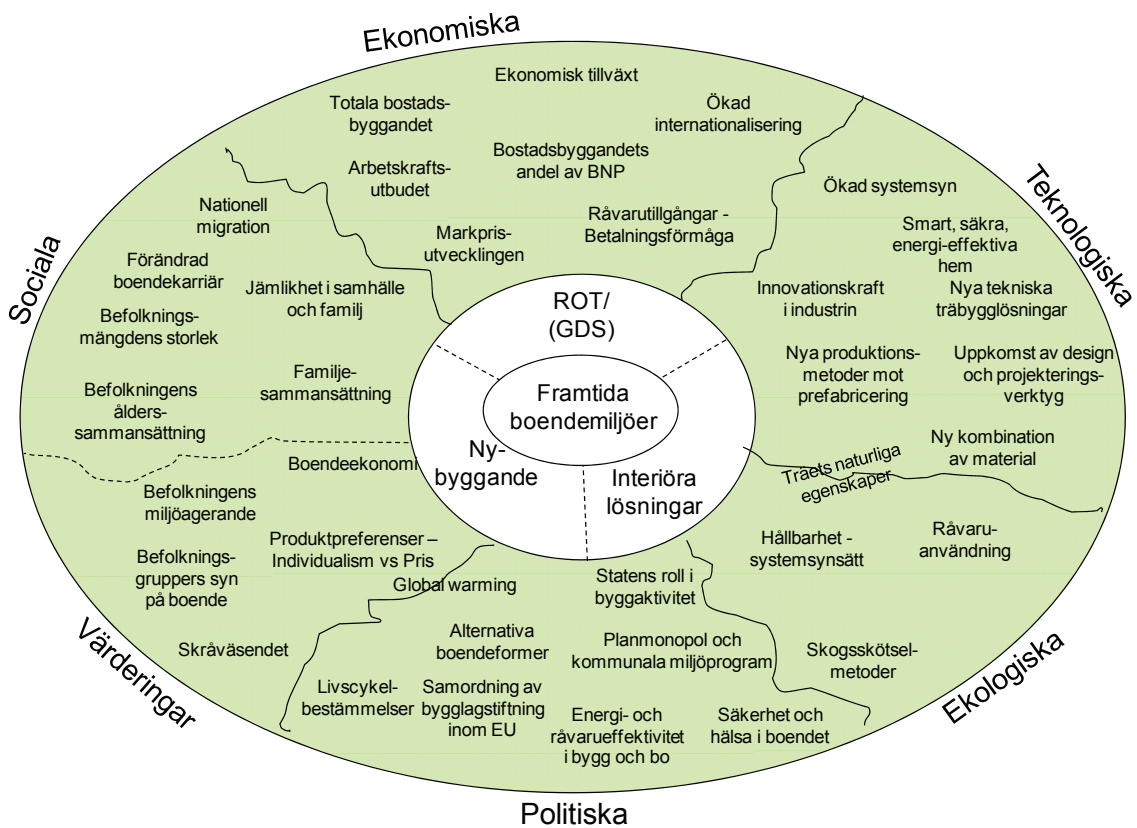 Ekonomiska
Ekonomisk tillväxt
Totala bostads-
byggandet
Ökad
internationalisering
Arbetskrafts-
utbudet
Bostadsbyggandets
andel av BNP
Markpris-
utvecklingen
Råvarutillgångar -
Betalningsförmåga
Teknologiska
Ökad systemsyn
Smart, säkra,
energi-effektiva
hem
Innovationskraft
i industrin
Nya tekniska
träbygglösningar
Nya produktions-
metoder mot
prefabricering
Uppkomst av design
och projekterings-
verktyg
Ny kombination
av material
Träets naturliga
egenskaper
Ekologiska
Hållbarhet -
systemsynsätt
Råvaru-
användning
Skogsskötsel-
metoder
Politiska
Global warming
Statens roll i
byggaktivitet
Alternativa
boendeformer
Planmonopol och
kommunala miljöprogram
Livscykel-
bestämmelser
Samordning av
bygglagstiftning
inom EU
Energi- och
råvarueffektivitet
i bygg och bo
Säkerhet och
hälsa i boendet
Värderingar
Boendeekonomi
Befolkningens
miljöagerande
Produktpreferenser –
Individualism vs Pris
Befolknings-
gruppers syn
på boende
Skråväsendet
Sociala
Nationell
migration
Förändrad
boendekarriär
Jämlikhet i samhälle
och familj
Befolknings-
mängdens storlek
Familje-
sammansättning
Befolkningens
ålders-
sammansättning
ROT/
(GDS)
Framtida
boendemiljöer
Ny-
byggande
Interiöra
lösningar